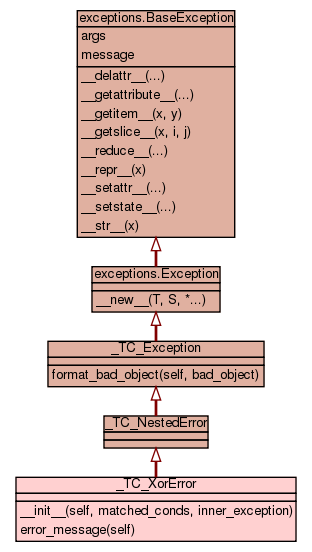 exceptions.BaseException
args
message
__delattr__(...)
__getattribute__(...)
__getitem__(x, y)
__getslice__(x, i, j)
__reduce__(...)
__repr__(x)
__setattr__(...)
__setstate__(...)
__str__(x)
exceptions.Exception
__new__(T, S, *...)
_TC_Exception
format_bad_object(self, bad_object)
_TC_NestedError
_TC_XorError
__init__(self, matched_conds, inner_exception)
error_message(self)